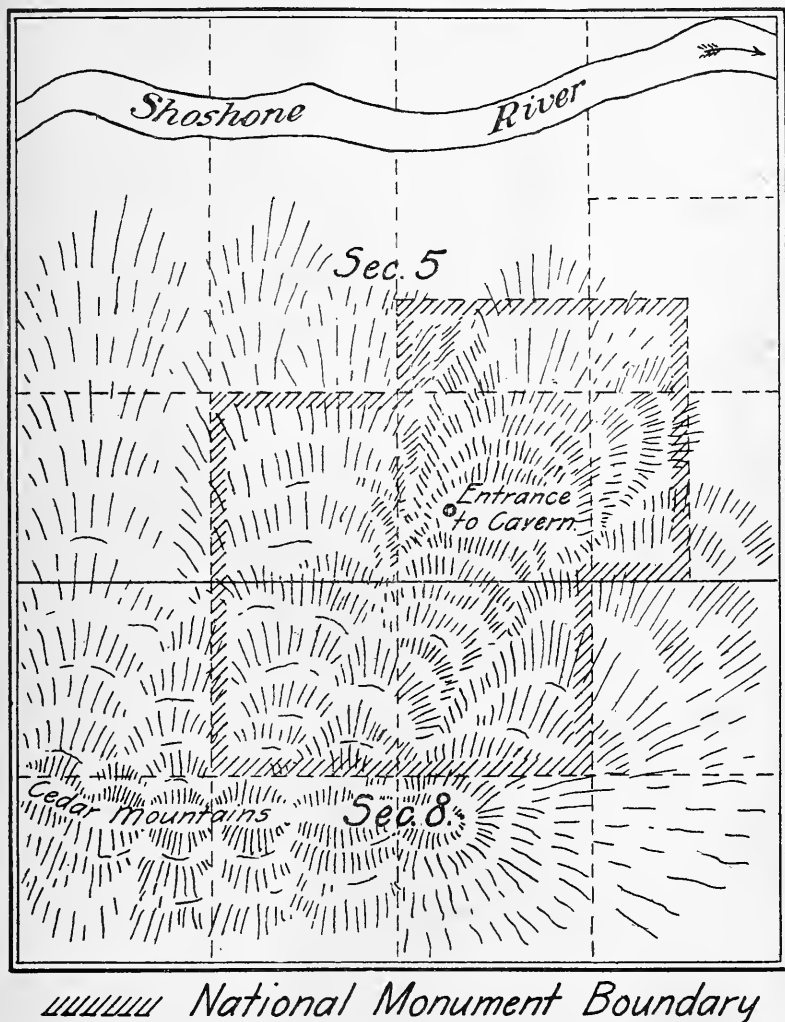 Shoshone River
Sec. 5
Entrance
to Cavern
Cedar Mountains
Sec. 8.
National Monument Boundary